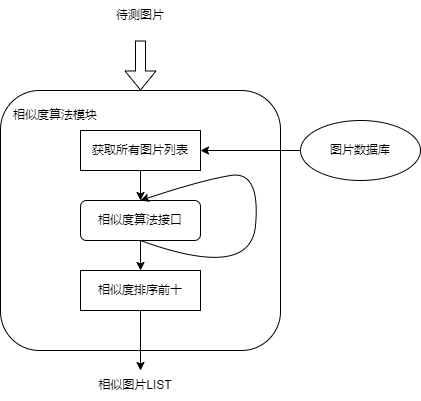 待测图片
相似度算法模块
获取所有图片列表
图片数据库
相似度算法接口
相似度排序前十
相似图片LIST